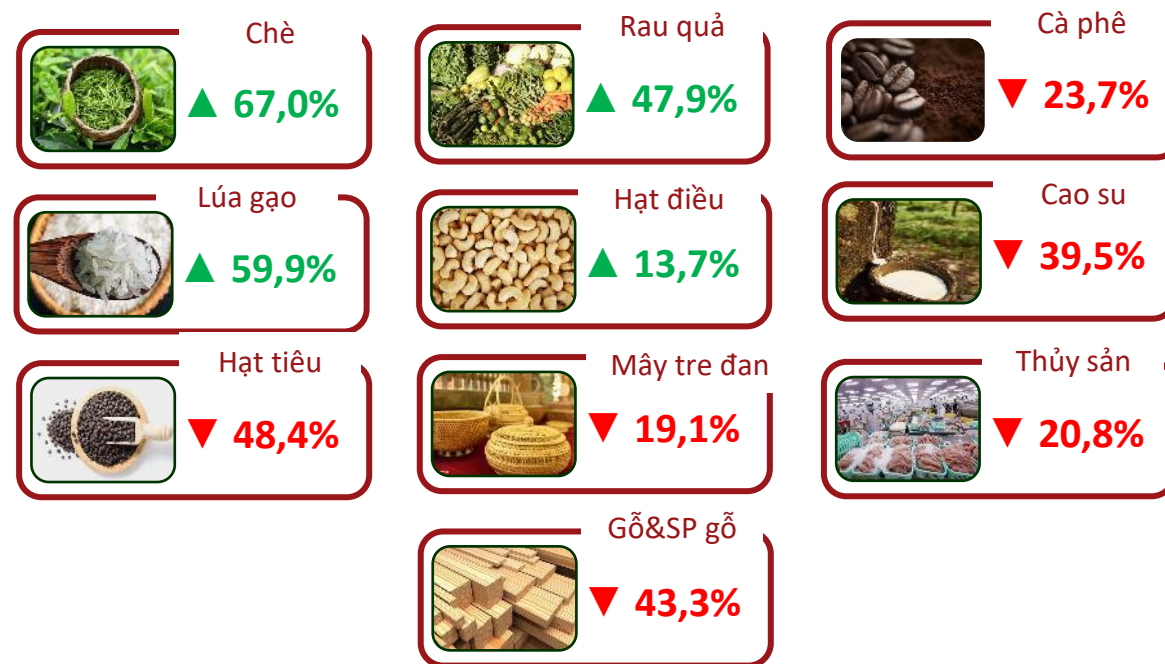 Chè
▲ 67,0%
Rau quả
▲ 47,9%
Cà phê
▼ 23,7%
Lúa gạo
▲ 59,9%
Hạt điều
▲ 13,7%
Cao su
▼ 39,5%
Hạt tiêu
▼ 48,4%
Mây tre đan
▼ 19,1%
Thủy sản
▼ 20,8%
Gỗ&SP gỗ
▼ 43,3%